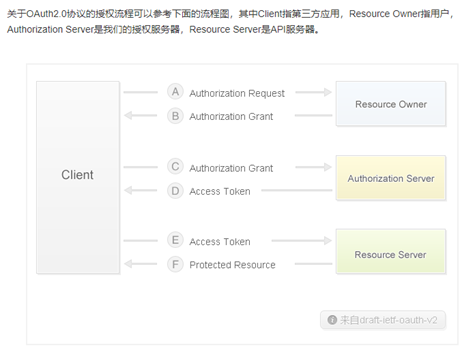 关于OAuth2.0协议的授权流程可以参考下面的流程图，其中Client指第三方应用，Resource Owner指用户，
Authorization Server是我们的授权服务器，Resource Server是API服务器。
Client
A Authorization Request
B Authorization Grant
Resource Owner
C Authorization Grant
D Access Token
Authorization Server
E Access Token
F Protected Resource
Resource Server
来自draft-ietf-oauth-v2